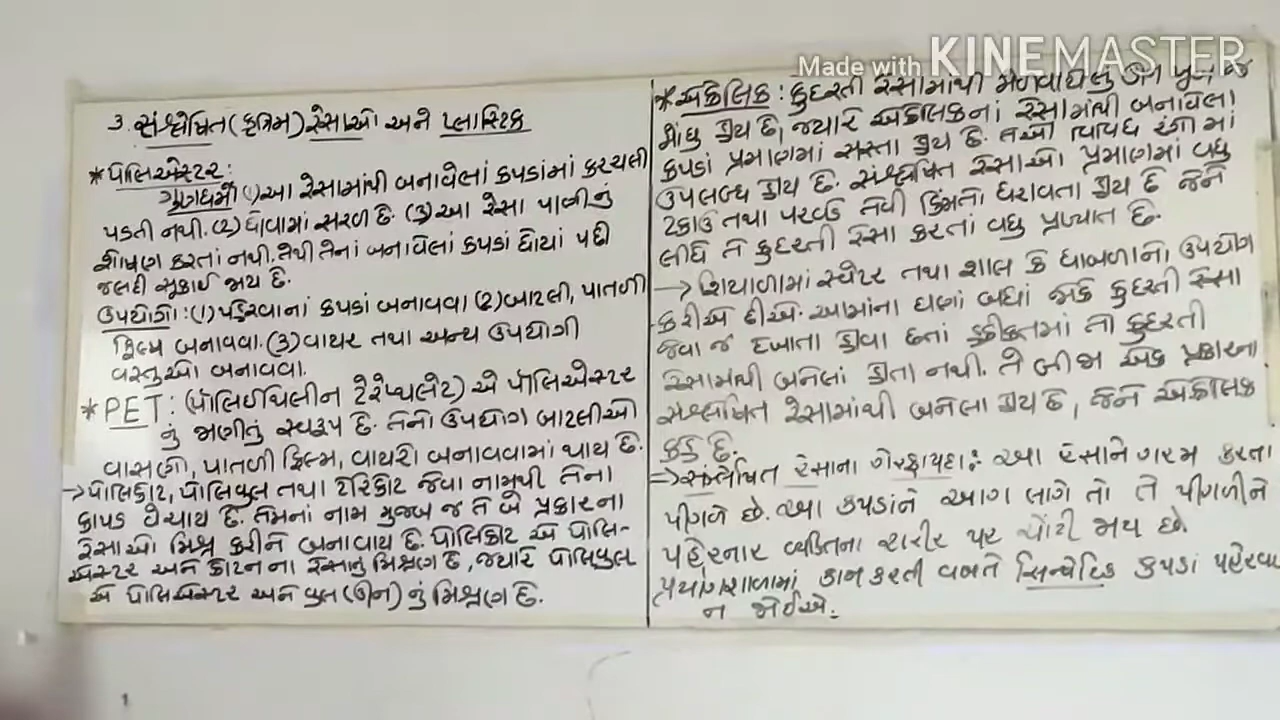 Made with KINEMASTER
૩. સંશ્લેષિત (કૃત્રિમ) રેસાઓ અને પ્લાસ્ટિક
* પોલિએસ્ટર:
ગુણધર્મો (૧) આ રેસામાંથી બનાવેલાં કપડાંમાં કરચલી
પડતી નથી. (2) ધોવામાં સરળ છે. (૩) આ રેસા પાણીનું
શોષણ કરતાં નથી. તેથી તેનાં બનાવેલાં કપડાં ધોયાં પછી
જલદી સૂકાઈ જાય છે.
ઉપયોગો: (૧) પહેરવાનાં કપડાં બનાવવા (2) બાટલી, પાતળી
ફિલ્મ બનાવવા. (૩) વાયર તથા અન્ય ઉપયોગી
વસ્તુઓ બનાવવા.
* PET: (પૉલિઈથિલીન ટેરેપ્થેલેટ) એ પૉલિએસ્ટર
નું જાણીતું સ્વરૂપ છે. તેનો ઉપયોગ બાટલીઓ
વાસણો, પાતળી ફિલ્મ, વાયરો બનાવવામાં થાય છે.
→ પોલિકોટ, પોલિવુલ તથા ટેરિકોટ જેવા નામથી તેના
કાપડ વેચાય છે. તેમનાં નામ મુજબ જ તે બે પ્રકારના
રેસાઓ મિશ્ર કરીને બનાવાય છે. પોલિકોટ એ પોલિ-
એસ્ટર અને કોટનના રેસાનું મિશ્રણ છે, જ્યારે પોલિવુલ
એ પોલિએસ્ટર અને વુલ (ઊન) નું મિશ્રણ છે.
* એક્રેલિક: કુદરતી રેસામાંથી મેળવાયેલું ઊન ખૂબ જ
મોંઘુ હોય છે, જ્યારે એક્રેલિકનાં રેસામાંથી બનાવેલા
કપડાં પ્રમાણમાં સસ્તા હોય છે. તેઓ વિવિધ રંગોમાં
ઉપલબ્ધ હોય છે. સંશ્લેષિત રેસાઓ પ્રમાણમાં વધુ
ટકાઉ તથા પરવડે તેવી કિંમતો ધરાવતા હોય છે જેને
લીધે તે કુદરતી રેસા કરતાં વધુ પ્રખ્યાત છે.
→ શિયાળામાં સ્વેટર તથા શાલ કે ધાબળાનો ઉપયોગ
કરીએ છીએ. આમાંના ઘણાં બધાં જોકે કુદરતી રેસા
જેવા જ દેખાતા હોવા છતાં હકીકતમાં તો કુદરતી
રેસામાંથી બનેલાં હોતા નથી. તે બીજા એક પ્રકારના
સંશ્લેષિત રેસામાંથી બનેલા હોય છે, જેને એક્રેલિક
કહે છે.
⇒ સંશ્લેષિત રેસાના ગેરફાયદા: આ રેસાને ગરમ કરતા
પીગળે છે. આ કપડાંને આગ લાગે તો તે પીગળીને
પહેરનાર વ્યક્તિના શરીર પર ચોંટી જાય છે.
પ્રયોગશાળામાં કામ કરતી વખતે સિન્થેટિક કપડાં પહેરવા
ન જોઈએ.
1